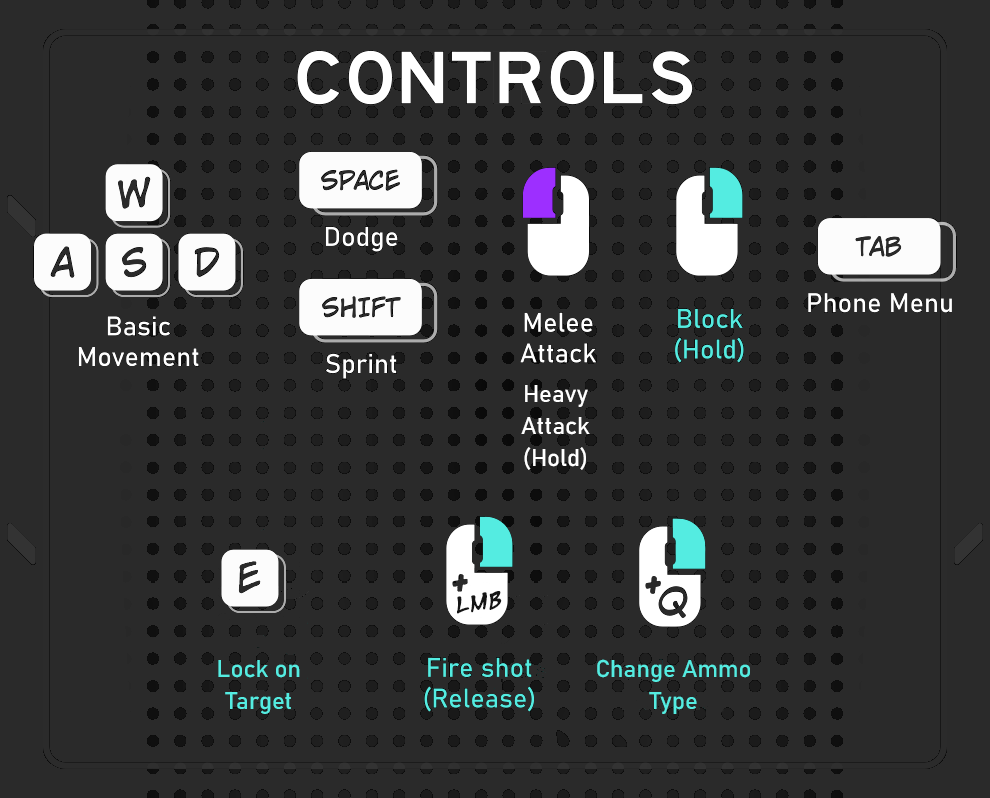 CONTROLS
W
A S D
Basic
Movement
SPACE
Dodge
SHIFT
Sprint
Melee
Attack
Heavy
Attack
(Hold)
Block
(Hold)
TAB
Phone Menu
E
Lock on
Target
+
LMB
Fire shot
(Release)
+Q
Change Ammo
Type